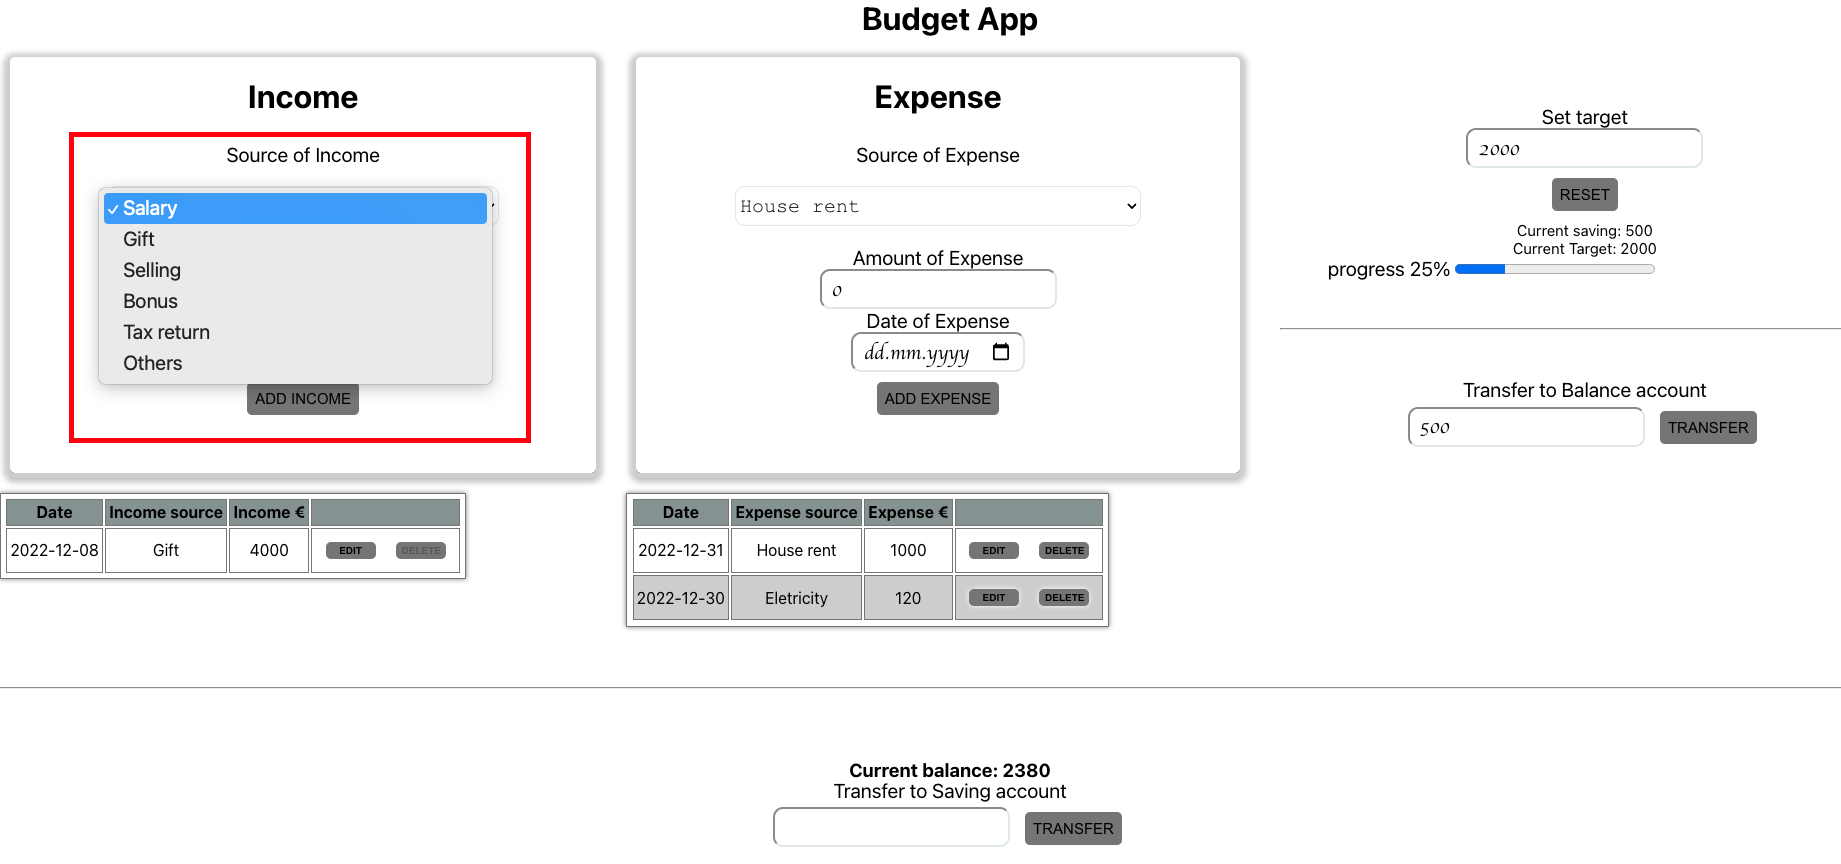 Budget App
Income
Source of Income
✓ Salary
Gift
Selling
Bonus
Tax return
Others
ADD INCOME
Expense
Source of Expense
House rent
Amount of Expense
0
Date of Expense
dd.mm.yyyy
ADD EXPENSE
Set target
2000
RESET
Current saving: 500
Current Target: 2000
progress 25%
Transfer to Balance account
500 TRANSFER
Date Income source Income €
2022-12-08 Gift 4000 EDIT DELETE
Date Expense source Expense €
2022-12-31 House rent 1000 EDIT DELETE
2022-12-30 Eletricity 120 EDIT DELETE
Current balance: 2380
Transfer to Saving account
TRANSFER